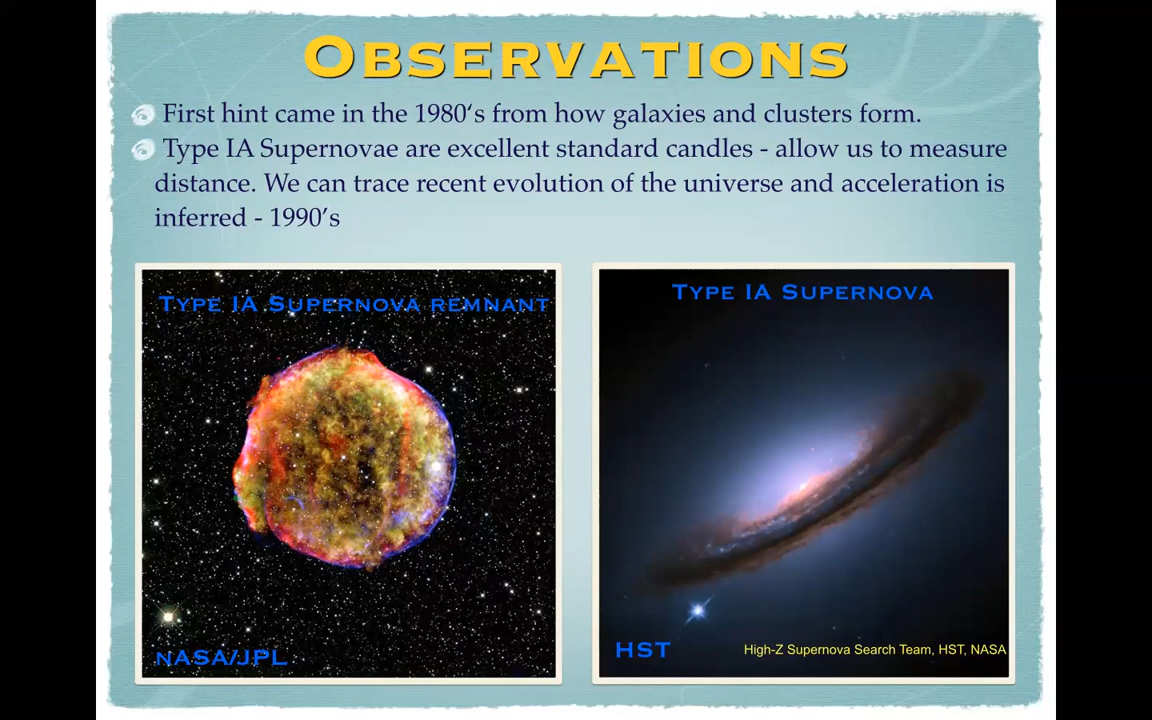 Observations
First hint came in the 1980‘s from how galaxies and clusters form.
Type IA Supernovae are excellent standard candles - allow us to measure
distance. We can trace recent evolution of the universe and acceleration is
inferred - 1990’s
Type IA Supernova remnant
nASA/JPL
Type IA Supernova
HST
High-Z Supernova Search Team, HST, NASA